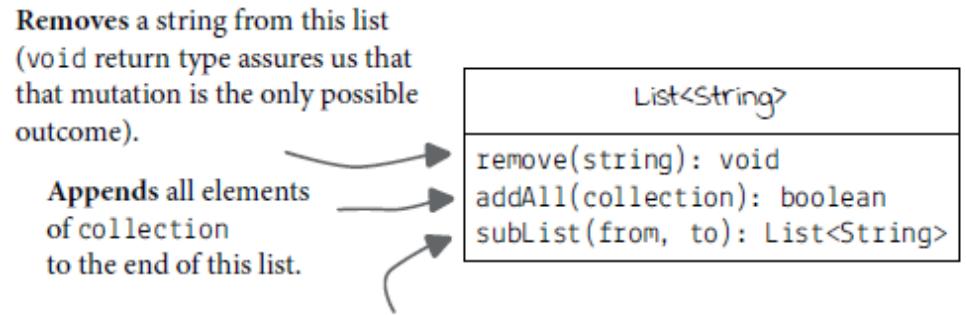 Removes a string from this list
(void return type assures us that
that mutation is the only possible
outcome).
Appends all elements
of collection
to the end of this list.
List<String>
remove(string): void
addAll(collection): boolean
subList(from, to): List<String>